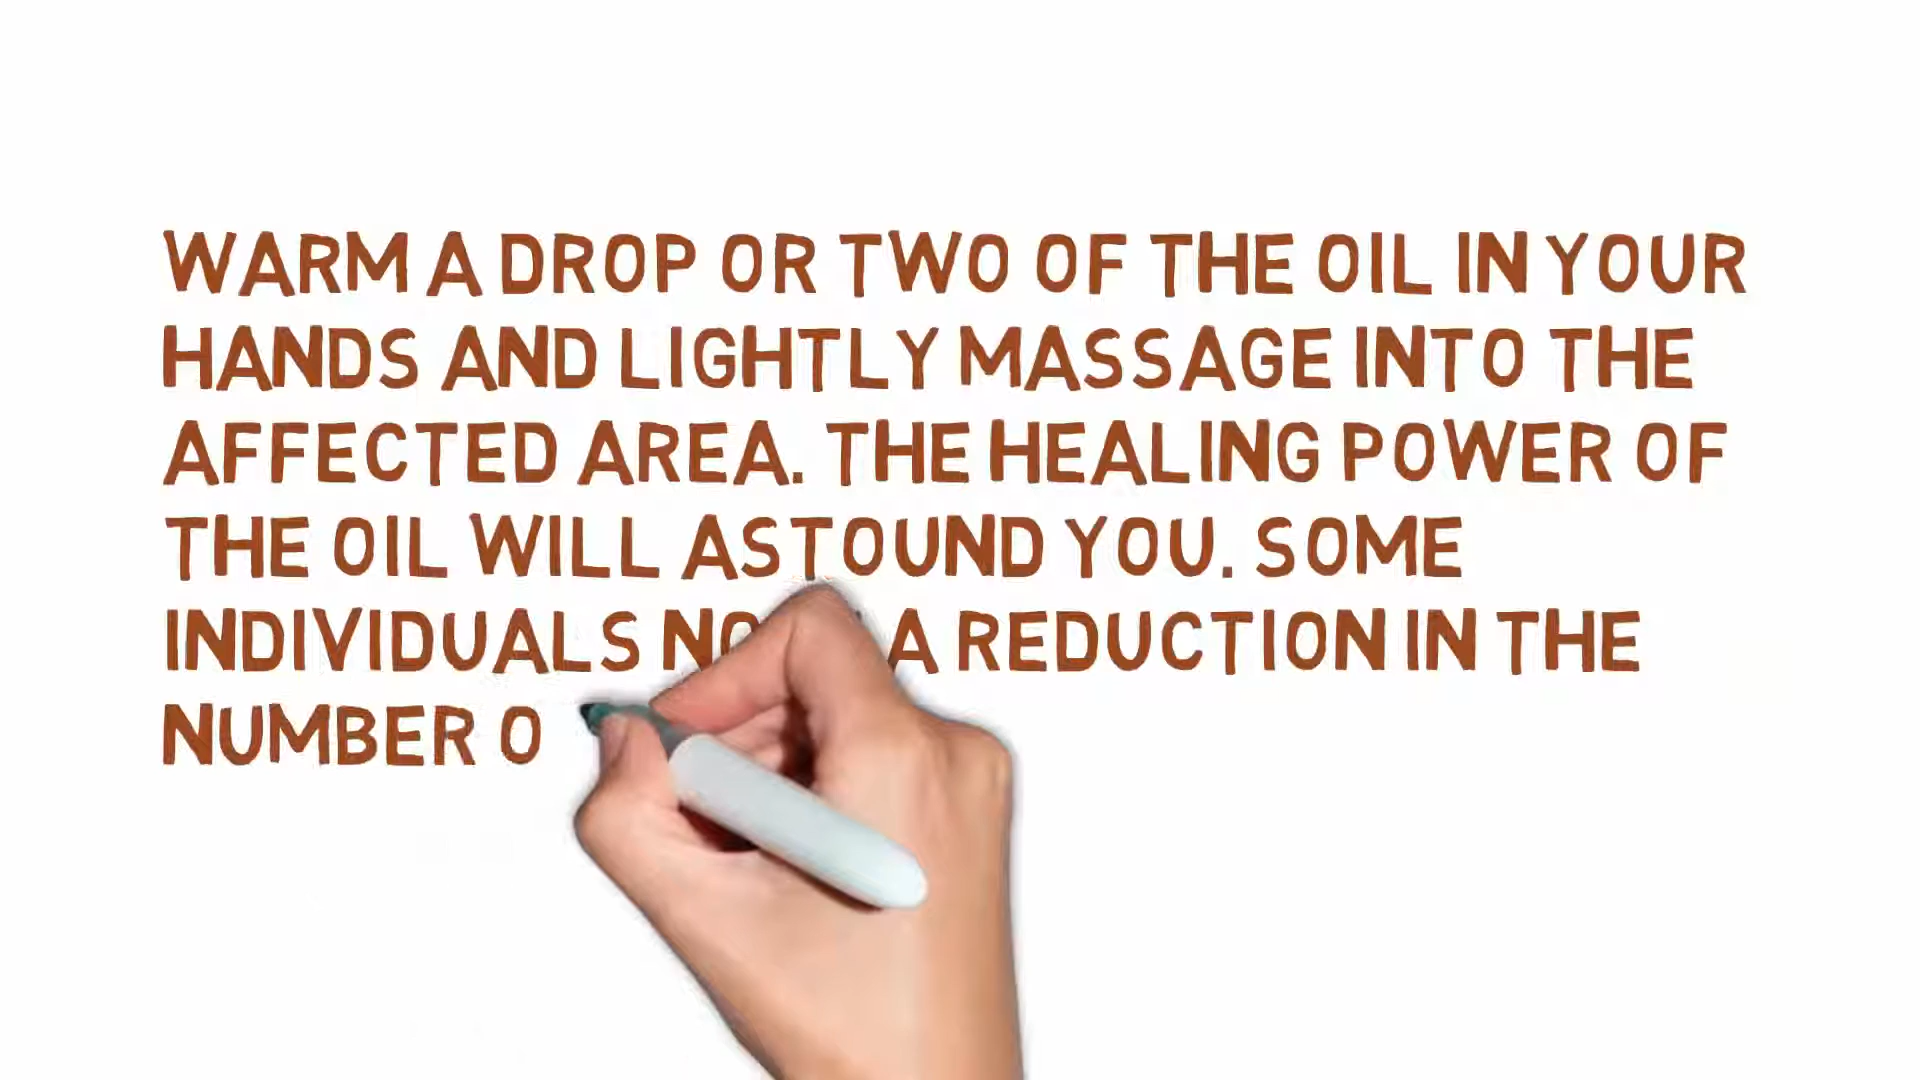 WARM A DROP OR TWO OF THE OIL IN YOUR
HANDS AND LIGHTLY MASSAGE INTO THE
AFFECTED AREA. THE HEALING POWER OF
THE OIL WILL ASTOUND YOU. SOME
INDIVIDUALS A REDUCTION IN THE
NUMBER O